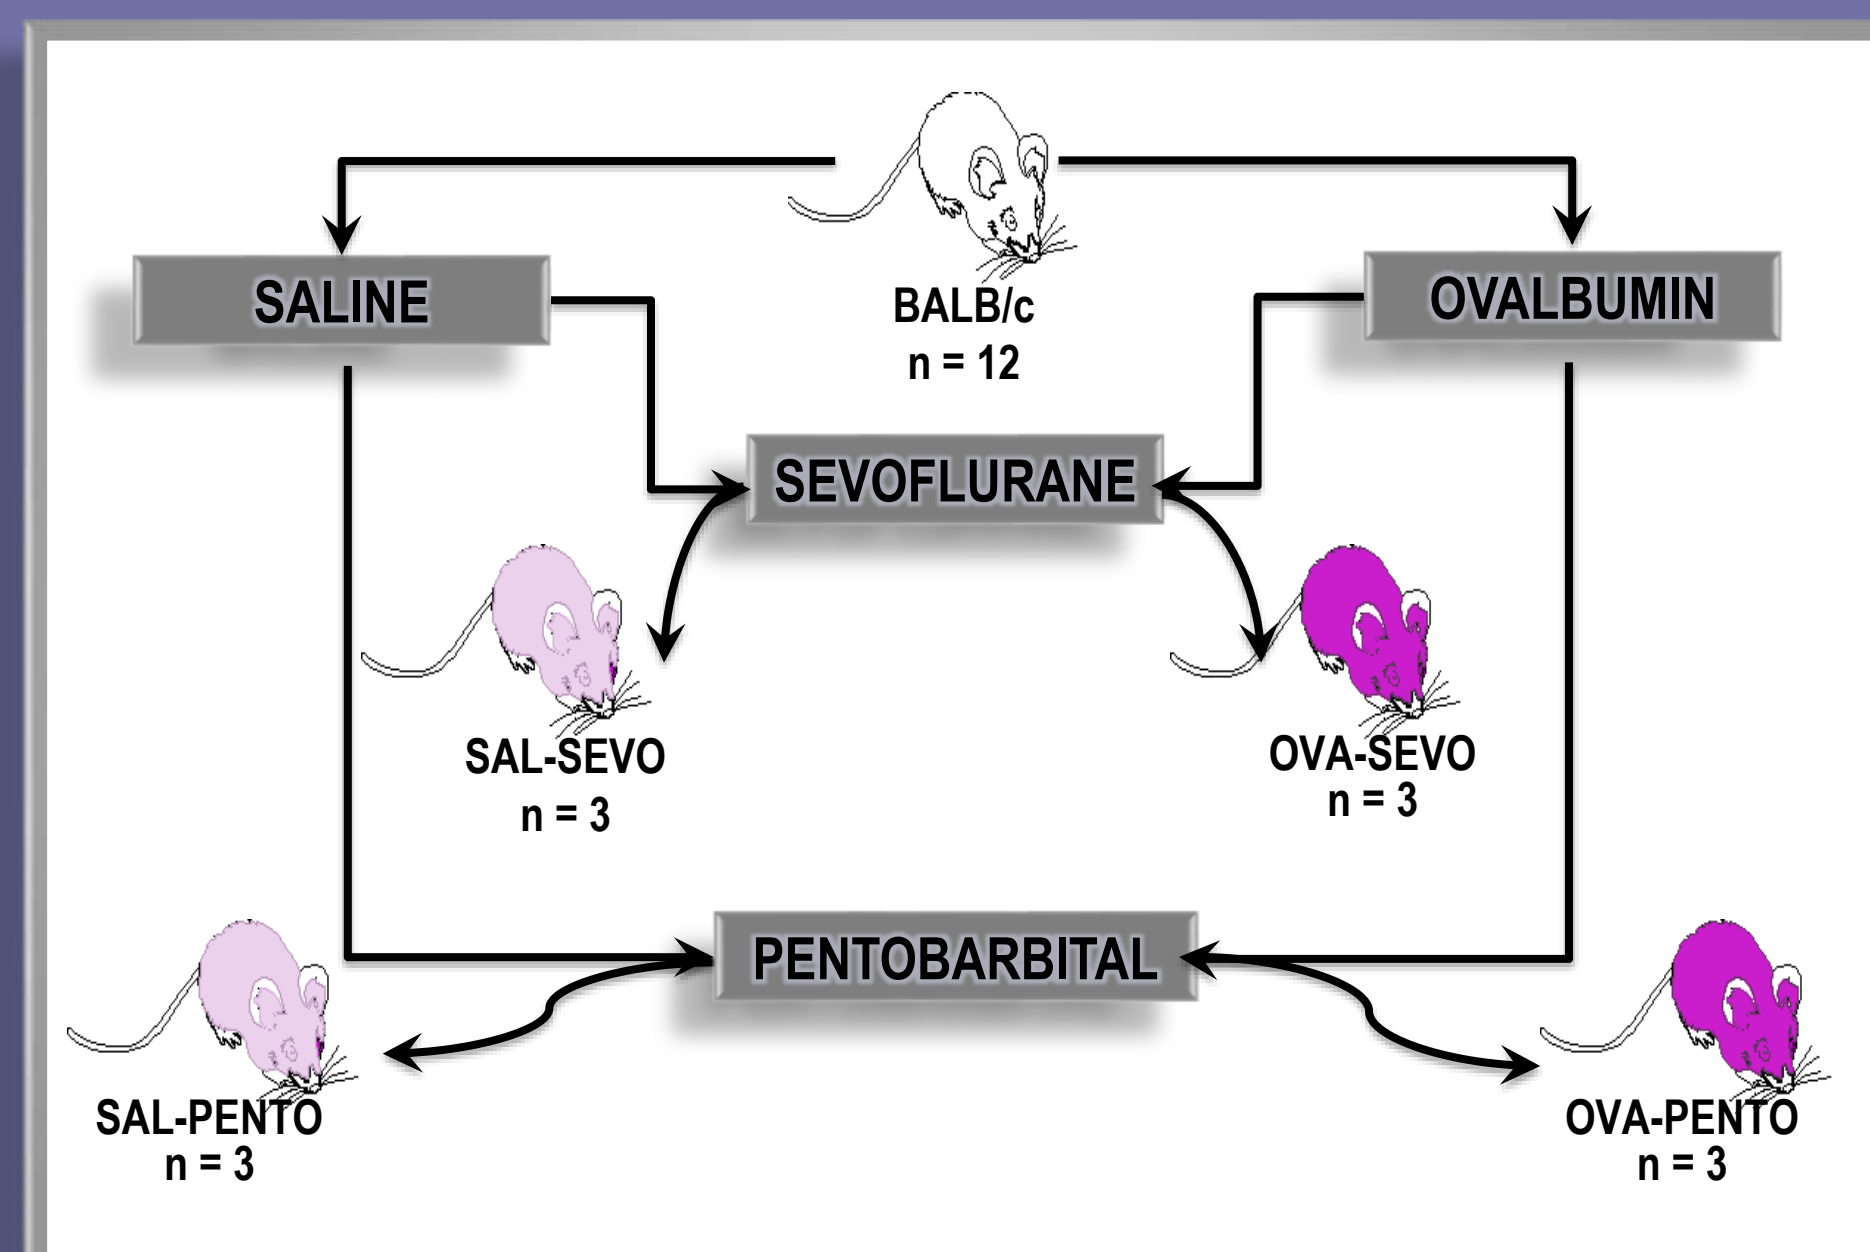 SALINE
BALB/c
n = 12
OVALBUMIN
SEVOFLURANE
SAL-SEVO
n = 3
OVA-SEVO
n = 3
PENTOBARBITAL
SAL-PENTO
n = 3
OVA-PENTO
n = 3